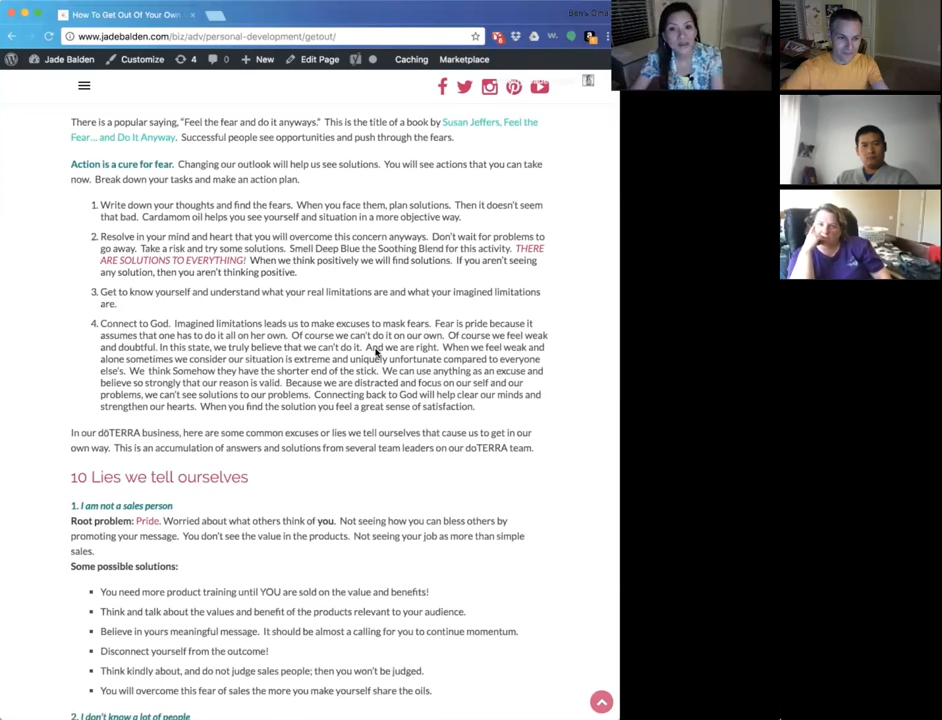 How To Get Out Of Your Own
Ben's Oma
www.jadebalden.com/biz/adv/personal-development/getout/
Jade Balden Customize 4 0 New Edit Page Caching Marketplace
There is a popular saying, “Feel the fear and do it anyways.” This is the title of a book by Susan Jeffers, Feel the
Fear... and Do It Anyway. Successful people see opportunities and push through the fears.
Action is a cure for fear. Changing our outlook will help us see solutions. You will see actions that you can take
now. Break down your tasks and make an action plan.
1. Write down your thoughts and find the fears. When you face them, plan solutions. Then it doesn't seem
that bad. Cardamom oil helps you see yourself and situation in a more objective way.
2. Resolve in your mind and heart that you will overcome this concern anyways. Don't wait for problems to
go away. Take a risk and try some solutions. Smell Deep Blue the Soothing Blend for this activity. THERE
ARE SOLUTIONS TO EVERYTHING! When we think positively we will find solutions. If you aren't seeing
any solution, then you aren't thinking positive.
3. Get to know yourself and understand what your real limitations are and what your imagined limitations
are.
4. Connect to God. Imagined limitations leads us to make excuses to mask fears. Fear is pride because it
assumes that one has to do it all on her own. Of course we can't do it on our own. Of course we feel weak
and doubtful. In this state, we truly believe that we can't do it. And we are right. When we feel weak and
alone sometimes we consider our situation is extreme and uniquely unfortunate compared to everyone
else's. We think Somehow they have the shorter end of the stick. We can use anything as an excuse and
believe so strongly that our reason is valid. Because we are distracted and focus on our self and our
problems, we can't see solutions to our problems. Connecting back to God will help clear our minds and
strengthen our hearts. When you find the solution you feel a great sense of satisfaction.
In our dōTERRA business, here are some common excuses or lies we tell ourselves that cause us to get in our
own way. This is an accumulation of answers and solutions from several team leaders on our doTERRA team.
10 Lies we tell ourselves
1. I am not a sales person
Root problem: Pride. Worried about what others think of you. Not seeing how you can bless others by
promoting your message. You don't see the value in the products. Not seeing your job as more than simple
sales.
Some possible solutions:
You need more product training until YOU are sold on the value and benefits!
Think and talk about the values and benefit of the products relevant to your audience.
Believe in yours meaningful message. It should be almost a calling for you to continue momentum.
Disconnect yourself from the outcome!
Think kindly about, and do not judge sales people; then you won't be judged.
You will overcome this fear of sales the more you make yourself share the oils.
2. I don't know a lot of people